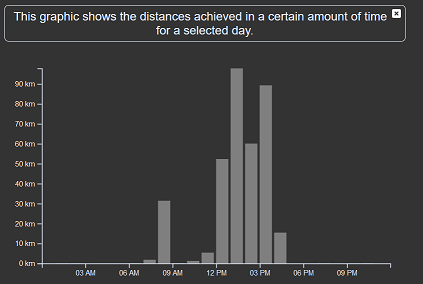 This graphic shows the distances achieved in a certain amount of time
for a selected day.
90 km
80 km
70 km
60 km
50 km
40 km
30 km
20 km
10 km
0 km
03 AM 06 AM 09 AM 12 PM 03 PM 06 PM 09 PM